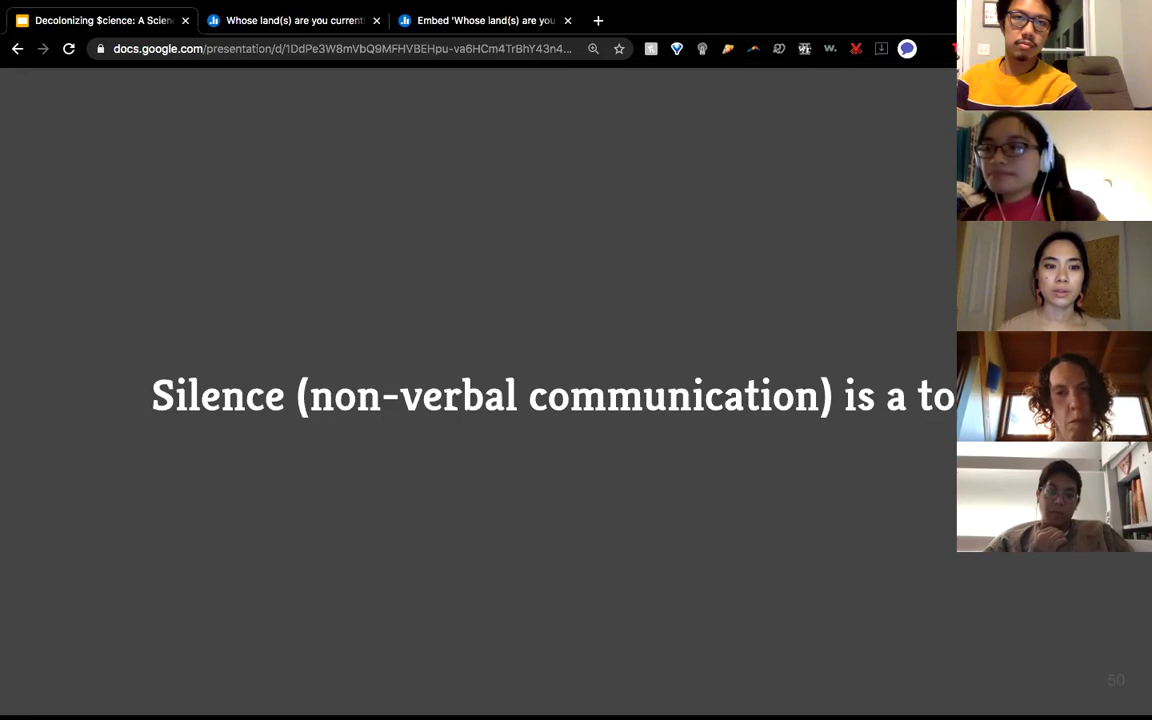 Decolonizing $cience: A Scien
Whose land(s) are you current
Embed 'Whose land(s) are you
docs.google.com/presentation/d/1DdPe3W8mVbQ9MFHVBEHpu-va6HCm4TrBhY43n4...
w.
Silence (non-verbal communication) is a to
50